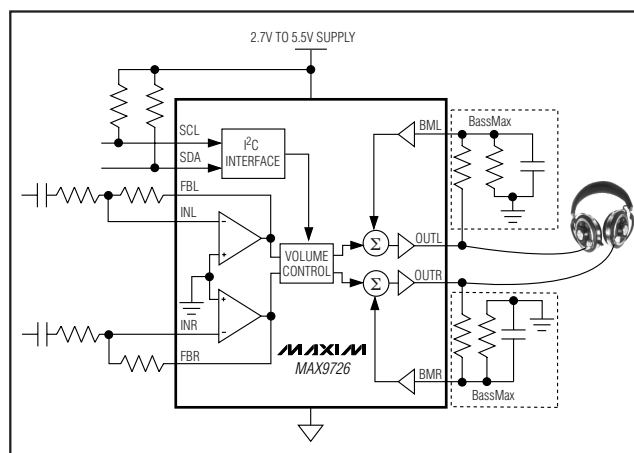 2.7V TO 5.5V SUPPLY
BassMax
SCL
I²C
INTERFACE
BML
SDA
FBL
INL
Σ
OUTL
VOLUME
CONTROL
Σ
OUTR
INR
MAXIM
MAX9726
FBR
BMR
BassMax